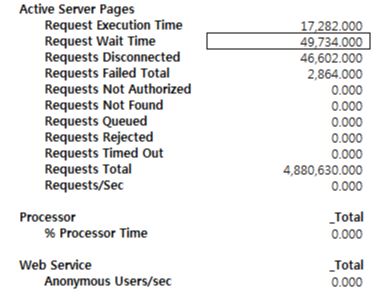 Active Server Pages
Request Execution Time 17,282.000
Request Wait Time 49,734.000
Requests Disconnected 46,602.000
Requests Failed Total 2,864.000
Requests Not Authorized 0.000
Requests Not Found 0.000
Requests Queued 0.000
Requests Rejected 0.000
Requests Timed Out 0.000
Requests Total 4,880,630.000
Requests/Sec 0.000
Processor _Total
% Processor Time 0.000
Web Service _Total
Anonymous Users/sec 0.000